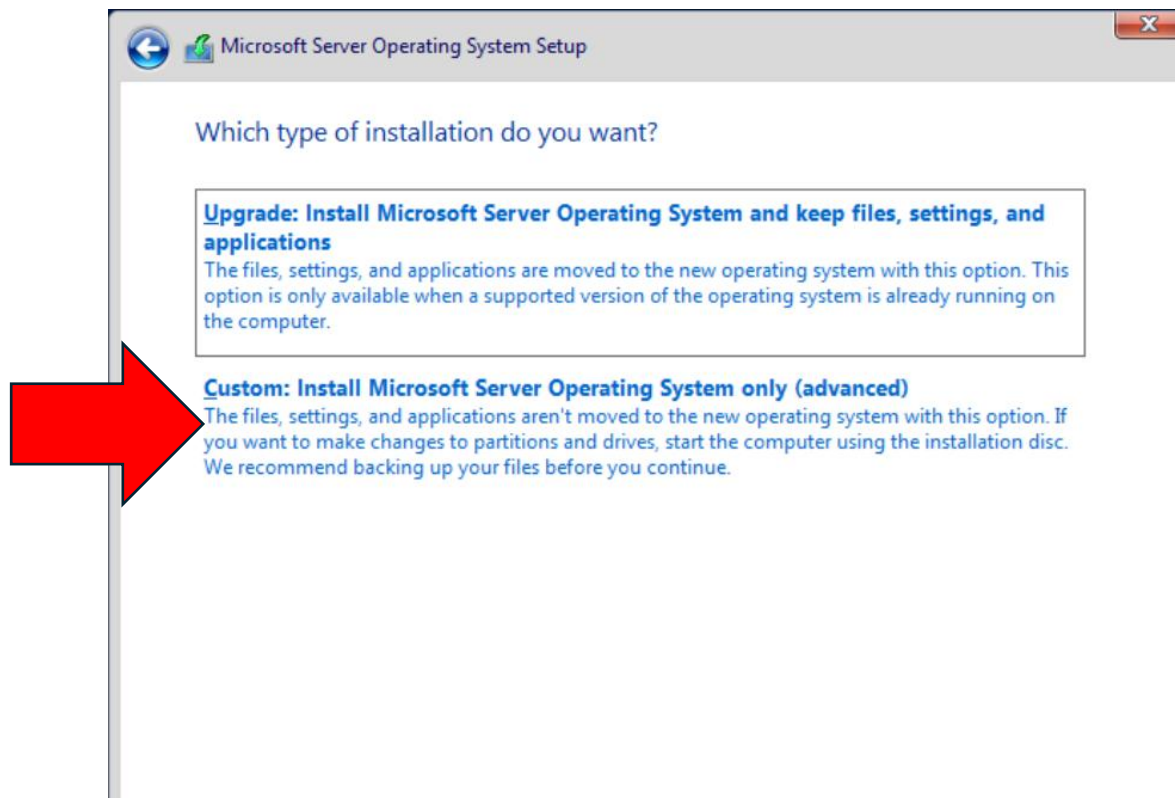 Microsoft Server Operating System Setup
Which type of installation do you want?
Upgrade: Install Microsoft Server Operating System and keep files, settings, and
applications
The files, settings, and applications are moved to the new operating system with this option. This
option is only available when a supported version of the operating system is already running on
the computer.
Custom: Install Microsoft Server Operating System only (advanced)
The files, settings, and applications aren't moved to the new operating system with this option. If
you want to make changes to partitions and drives, start the computer using the installation disc.
We recommend backing up your files before you continue.